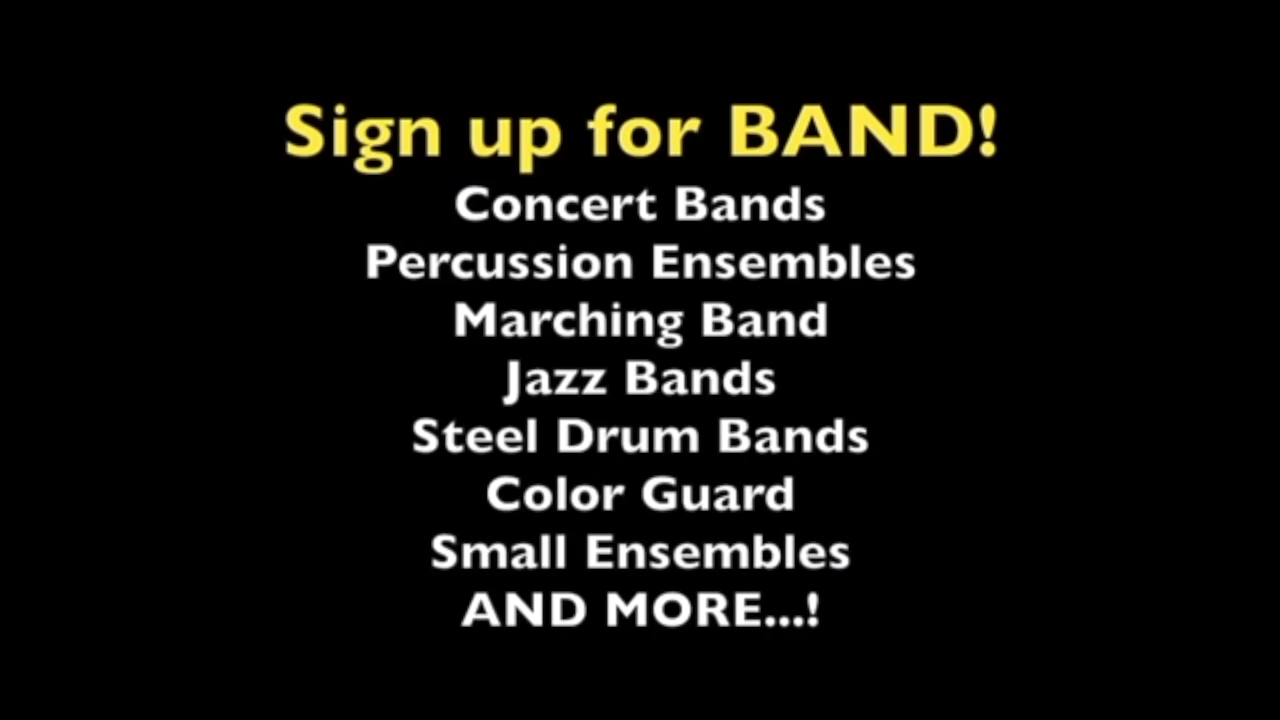 Sign up for BAND!
Concert Bands
Percussion Ensembles
Marching Band
Jazz Bands
Steel Drum Bands
Color Guard
Small Ensembles
AND MORE...!